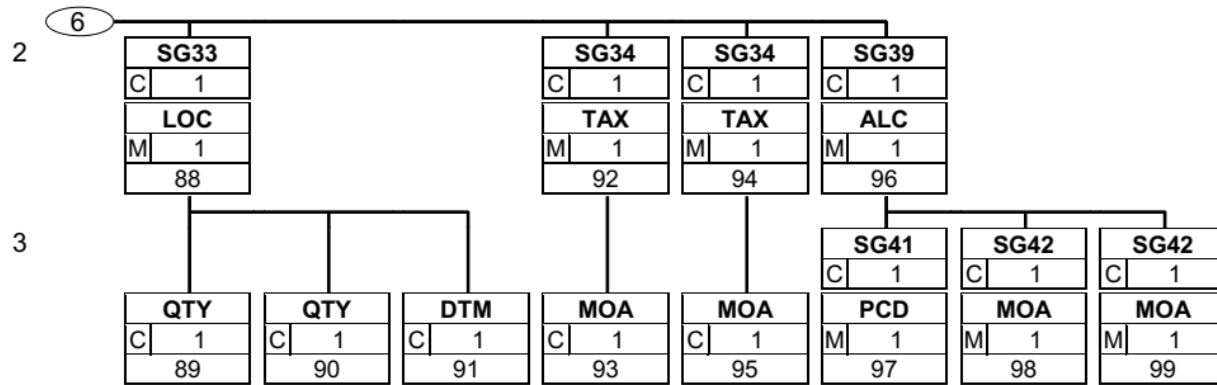 6
2
SG33 SG34 SG34 SG39
C 1 C 1 C 1 C 1
LOC TAX TAX ALC
M 1 M 1 M 1 M 1
88 92 94 96
3
SG41 SG42 SG42
C 1 C 1 C 1
QTY QTY DTM MOA MOA PCD MOA MOA
C 1 C 1 C 1 C 1 C 1 M 1 M 1 M 1
89 90 91 93 95 97 98 99